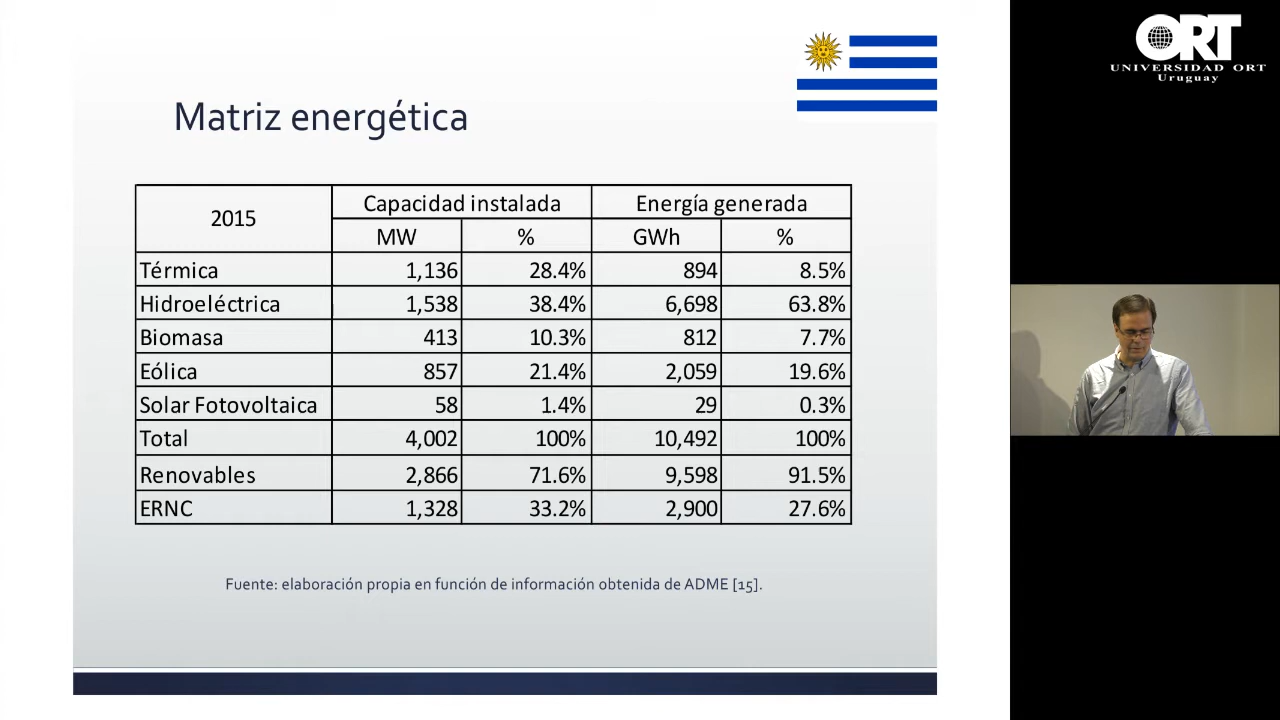 ORT
UNIVERSIDAD ORT
Uruguay
Matriz energética
2015 Capacidad instalada Energía generada
MW % GWh %
Térmica 1,136 28.4% 894 8.5%
Hidroeléctrica 1,538 38.4% 6,698 63.8%
Biomasa 413 10.3% 812 7.7%
Eólica 857 21.4% 2,059 19.6%
Solar Fotovoltaica 58 1.4% 29 0.3%
Total 4,002 100% 10,492 100%
Renovables 2,866 71.6% 9,598 91.5%
ERNC 1,328 33.2% 2,900 27.6%
Fuente: elaboración propia en función de información obtenida de ADME [15].